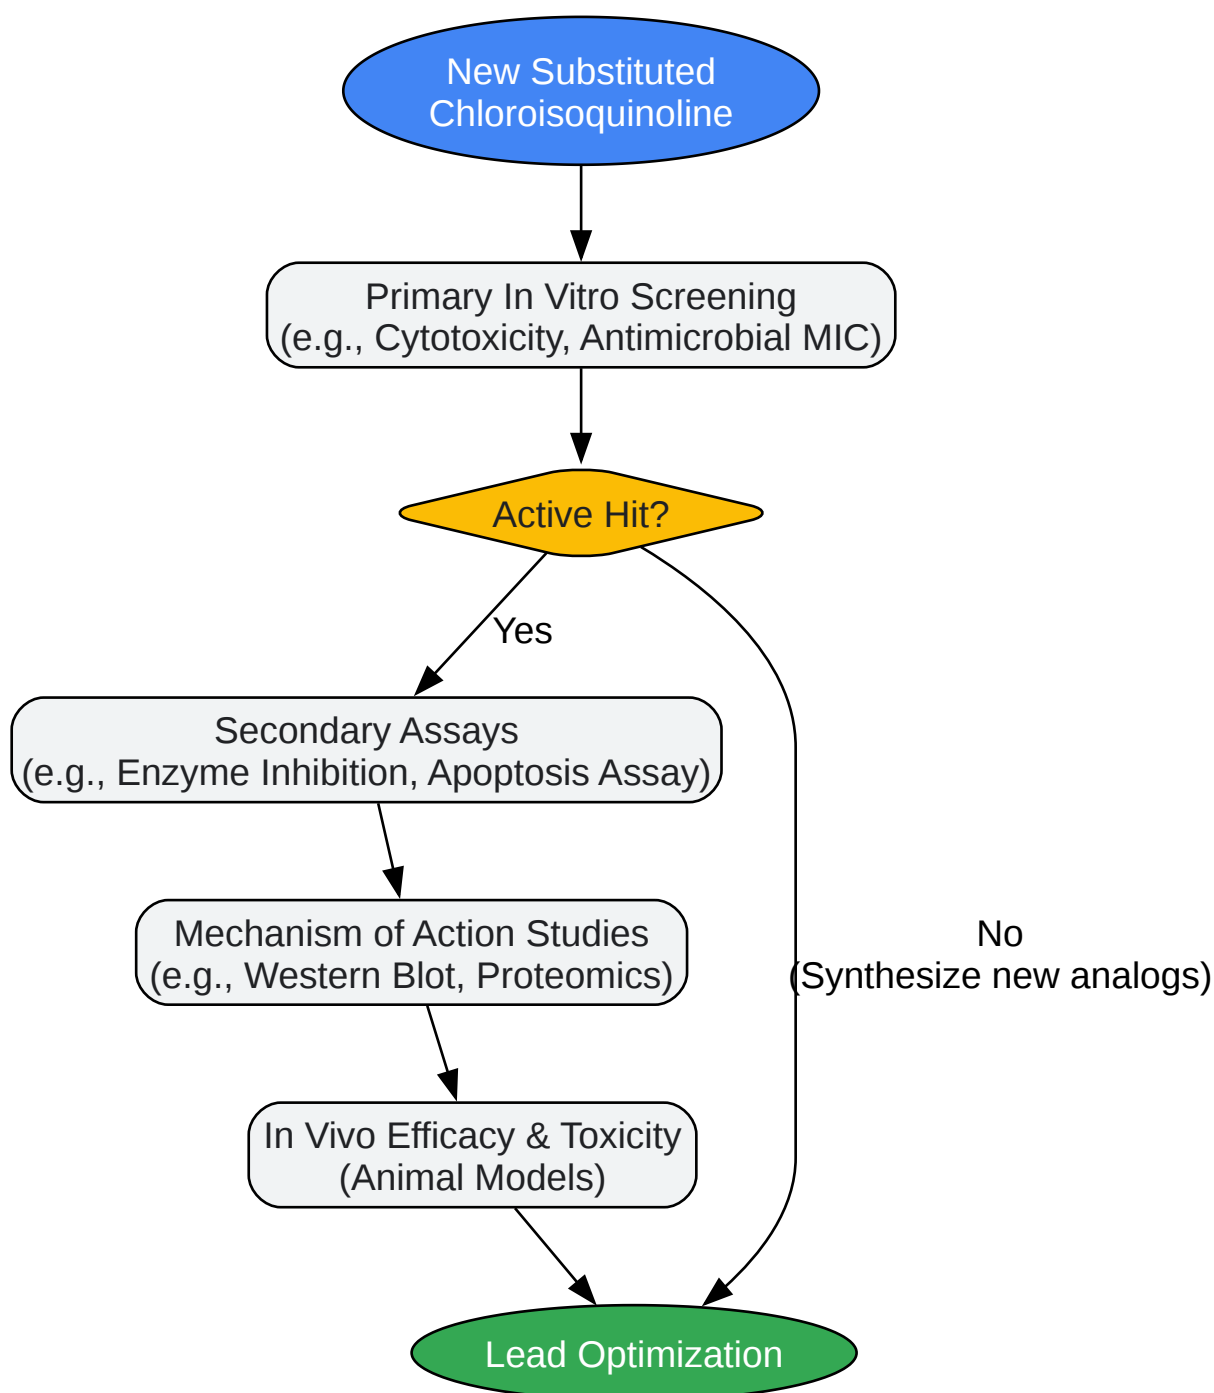 New Substituted
Chloroisoquinoline
Primary In Vitro Screening
(e.g., Cytotoxicity, Antimicrobial MIC)
Active Hit?
Yes
Secondary Assays
(e.g., Enzyme Inhibition, Apoptosis Assay)
Mechanism of Action Studies
(e.g., Western Blot, Proteomics)
No
(Synthesize new analogs)
In Vivo Efficacy & Toxicity
(Animal Models)
Lead Optimization